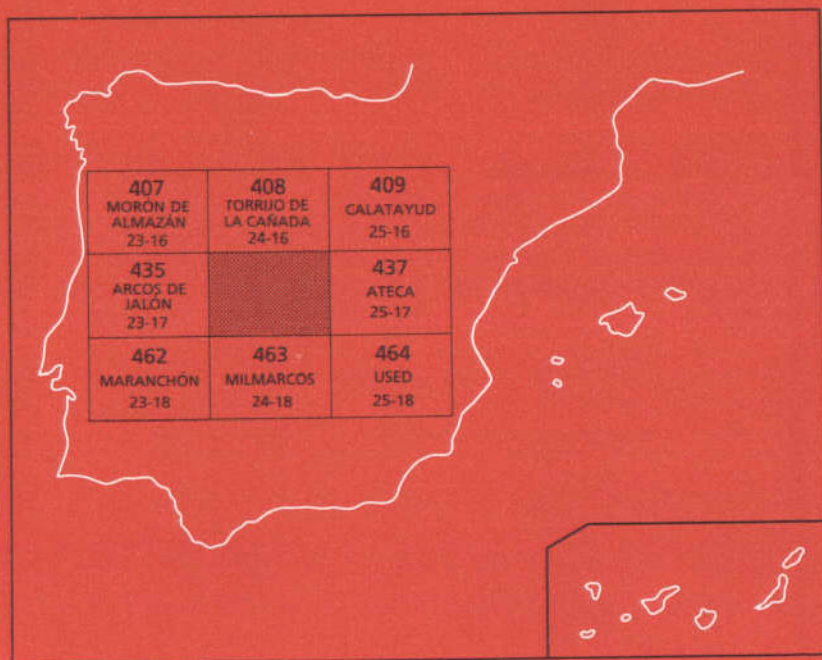 407
MORÓN DE
ALMAZÁN
23-16
408
TORRIJO DE
LA CAÑADA
24-16
409
CALATAYUD
25-16
435
ARCOS DE
JALÓN
23-17
437
ATECA
25-17
462
MARANCHÓN
23-18
463
MILMARCOS
24-18
464
USED
25-18